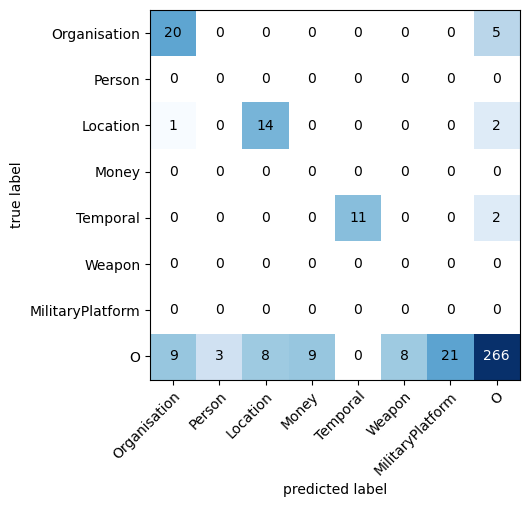 Organisation 20 0 0 0 0 0 0 5
Person 0 0 0 0 0 0 0 0
Location 1 0 14 0 0 0 0 2
Money 0 0 0 0 0 0 0 0
Temporal 0 0 0 0 11 0 0 2
Weapon 0 0 0 0 0 0 0 0
MilitaryPlatform 0 0 0 0 0 0 0 0
O 9 3 8 9 0 8 21 266
true label
Organisation Person Location Money Temporal Weapon MilitaryPlatform O
predicted label